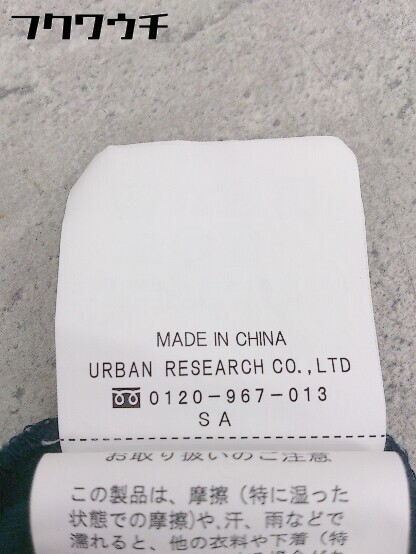 フクワウチ
MADE IN CHINA
URBAN RESEARCH CO.,LTD
0120-967-013
SA
お取り扱いのご注意
この製品は、摩擦（特に湿った
状態での摩擦）や、汗、雨などで
濡れると、他の衣料や下着（特